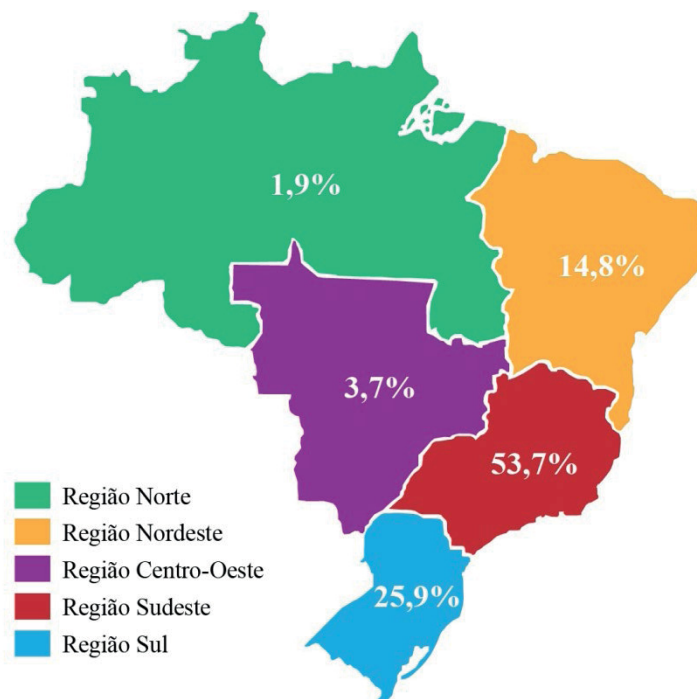 1,9%
14,8%
3,7%
53,7%
25,9%
Região Norte
Região Nordeste
Região Centro-Oeste
Região Sudeste
Região Sul